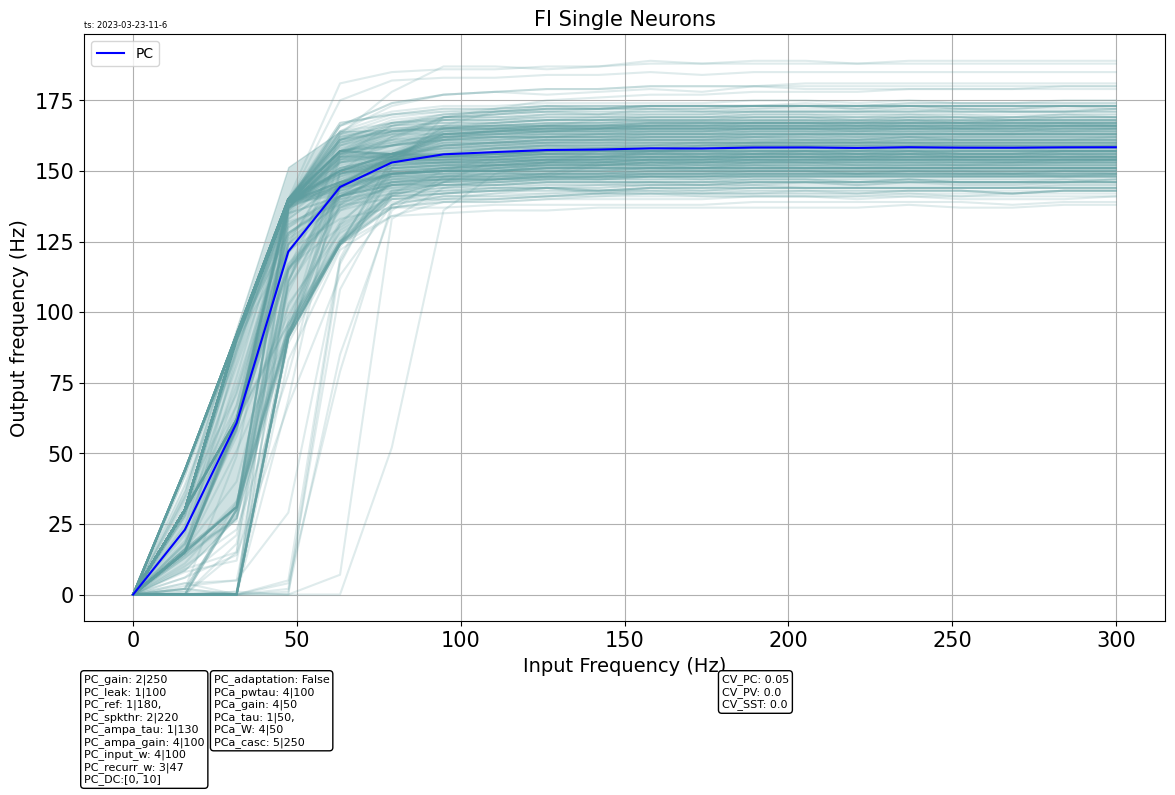 FI Single Neurons
ts: 2023-03-23-11-6
PC
Output frequency (Hz)
175
150
125
100
75
50
25
0
0 50 100 150 200 250 300
Input Frequency (Hz)
PC_gain: 2|250
PC_leak: 1|100
PC_ref: 1|180,
PC_spkthr: 2|220
PC_ampa_tau: 1|130
PC_ampa_gain: 4|100
PC_input_w: 4|100
PC_recurr_w: 3|47
PC_DC:[0, 10]
PC_adaptation: False
PCa_pwtau: 4|100
PCa_gain: 4|50
PCa_tau: 1|50,
PCa_W: 4|50
PCa_casc: 5|250
CV_PC: 0.05
CV_PV: 0.0
CV_SST: 0.0